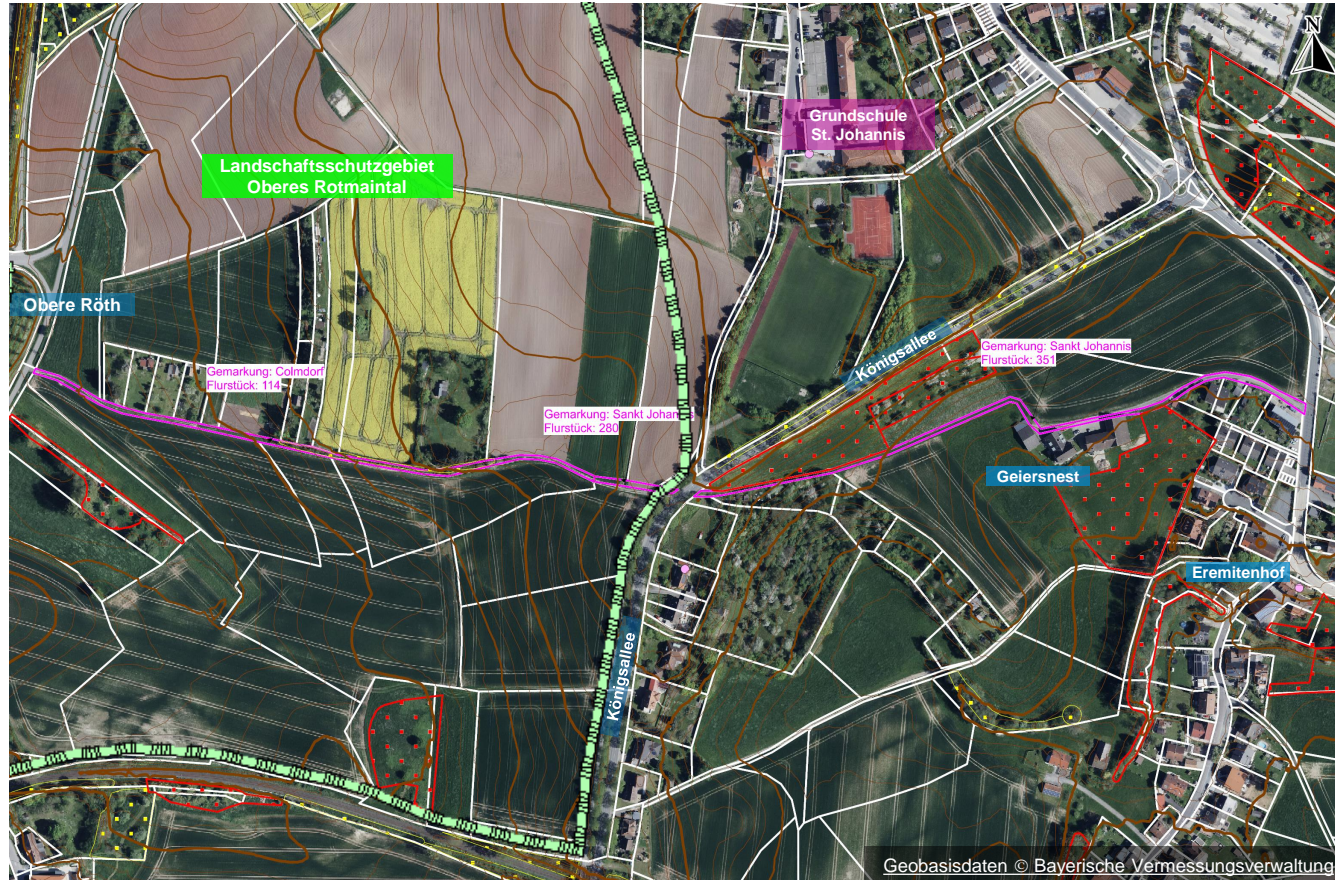 N
Grundschule
St. Johannis
Landschaftsschutzgebiet
Oberes Rotmaintal
Obere Röth
Königsallee
Gemarkung: Sankt Johannis
Flurstück: 351
Gemarkung: Colmdorf
Flurstück: 114
Gemarkung: Sankt Johannis
Flurstück: 280
Geiersnest
Eremitenhof
Königsallee
Geobasisdaten © Bayerische Vermessungsverwaltung